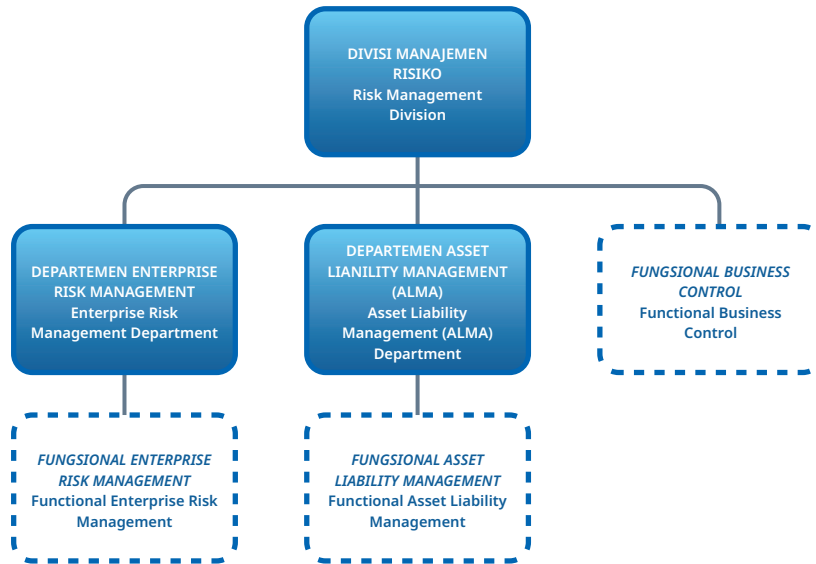 DIVISI MANAJEMEN
RISIKO
Risk Management
Division
DEPARTEMEN ENTERPRISE
RISK MANAGEMENT
Enterprise Risk
Management Department
DEPARTEMEN ASSET
LIANILITY MANAGEMENT
(ALMA)
Asset Liability
Management (ALMA)
Department
FUNGSIONAL BUSINESS
CONTROL
Functional Business
Control
FUNGSIONAL ENTERPRISE
RISK MANAGEMENT
Functional Enterprise Risk
Management
FUNGSIONAL ASSET
LIABILITY MANAGEMENT
Functional Asset Liability
Management